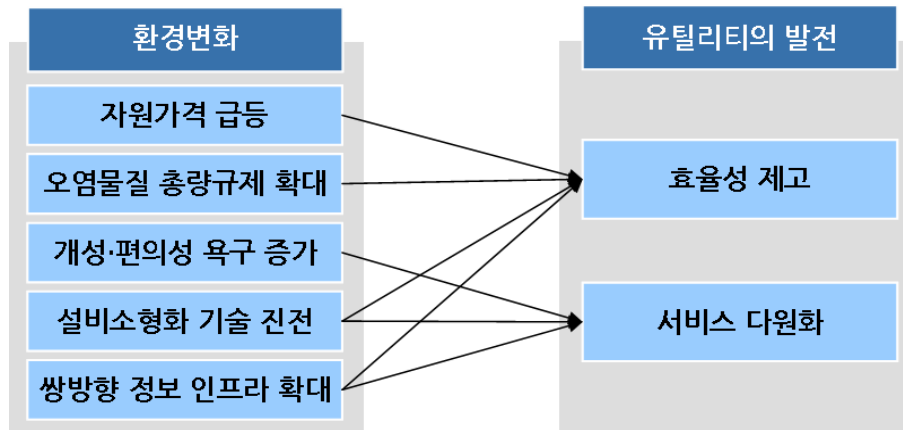 환경변화
자원가격 급등
오염물질 총량규제 확대
개성·편의성 욕구 증가
설비소형화 기술 진전
쌍방향 정보 인프라 확대
유틸리티의 발전
효율성 제고
서비스 다원화